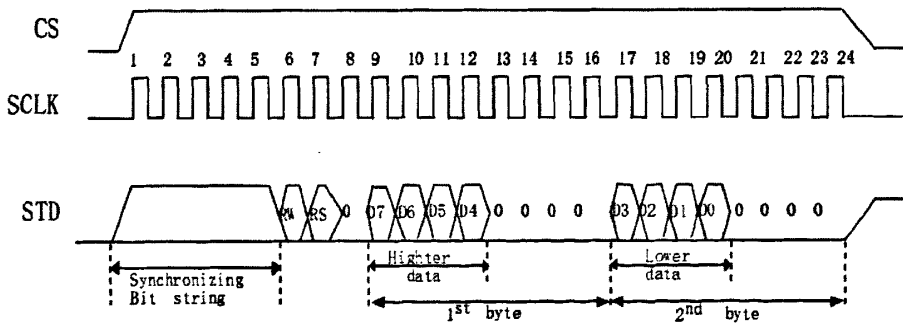 CS
1 2 3 4 5 6 7 8 9 10 11 12 13 14 15 16 17 18 19 20 21 22 23 24
SCLK
STD
RW RS 0 D7 D6 D5 D4 0 0 0 0 D3 D2 D1 D0 0 0 0 0
Synchronizing
Bit string
Highter
data
Lower
data
1st byte
2nd byte